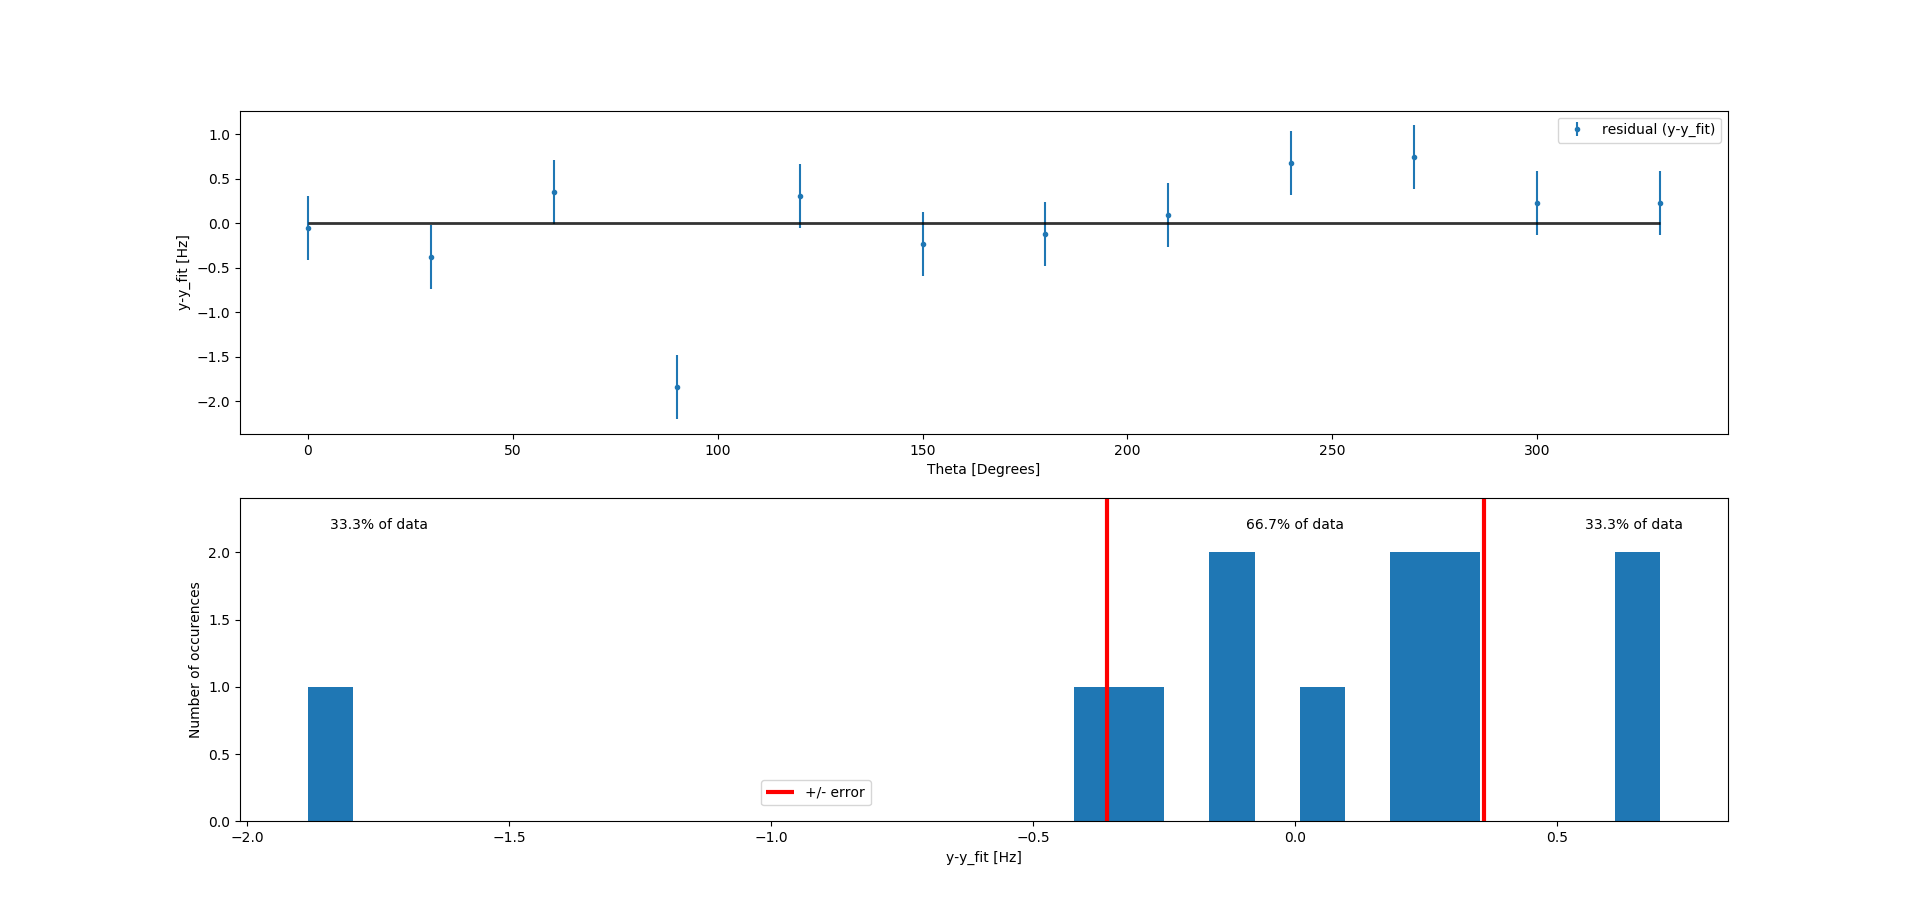 1.0
0.5
0.0
−0.5
−1.0
−1.5
−2.0
y-y_fit [Hz]
residual (y-y_fit)
0 50 100 150 200 250 300
Theta [Degrees]
33.3% of data 66.7% of data 33.3% of data
2.0
1.5
1.0
0.5
0.0
Number of occurences
+/- error
−2.0 −1.5 −1.0 −0.5 0.0 0.5
y-y_fit [Hz]